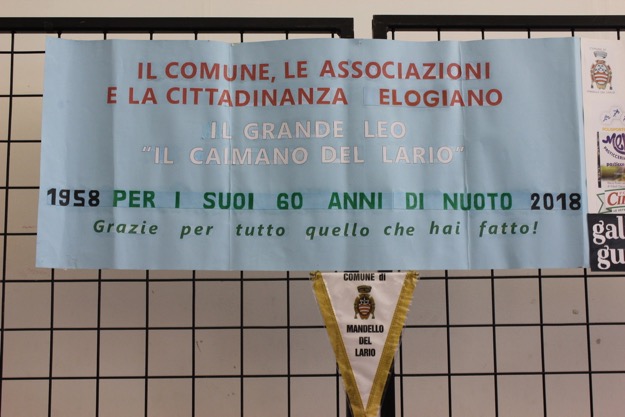 IL COMUNE, LE ASSOCIAZIONI
E LA CITTADINANZA ELOGIANO
IL GRANDE LEO
"IL CAIMANO DEL LARIO"
1958 PER I SUOI 60 ANNI DI NUOTO 2018
Grazie per tutto quello che hai fatto!
COMUNE di
MANDELLO
DEL
LARIO